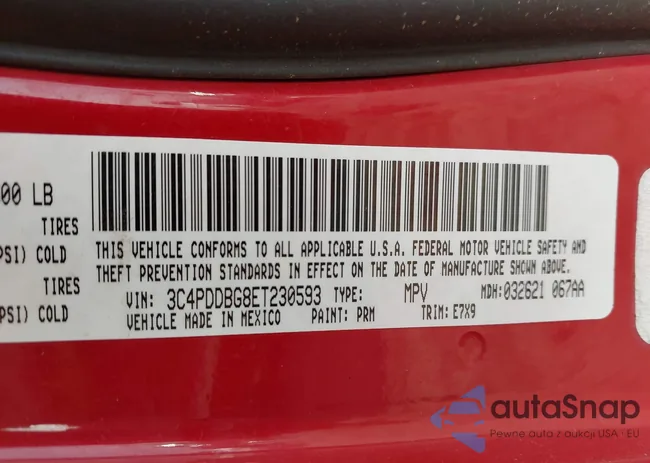 00 LB
TIRES
PSI) COLD
TIRES
PSI) COLD
THIS VEHICLE CONFORMS TO ALL APPLICABLE U.S.A. FEDERAL MOTOR VEHICLE SAFETY AND
THEFT PREVENTION STANDARDS IN EFFECT ON THE DATE OF MANUFACTURE SHOWN ABOVE.
VIN: 3C4PDDBG8ET230593 TYPE: MPV MDH: 032621 067AA
VEHICLE MADE IN MEXICO PAINT: PRM TRIM: E7X9
autaSnap
Pewne auta z aukcji USA · EU